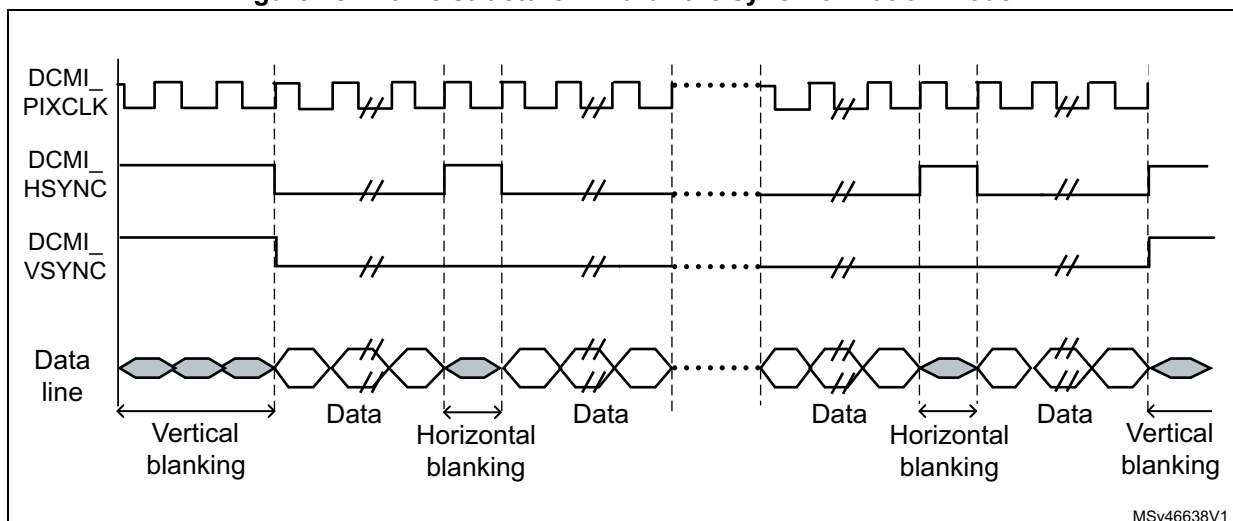 DCMI_
PIXCLK
DCMI_
HSYNC
DCMI_
VSYNC
Data
line
Data
Data
Data
Data
Vertical
blanking
Horizontal
blanking
Horizontal
blanking
Vertical
blanking
MSv46638V1